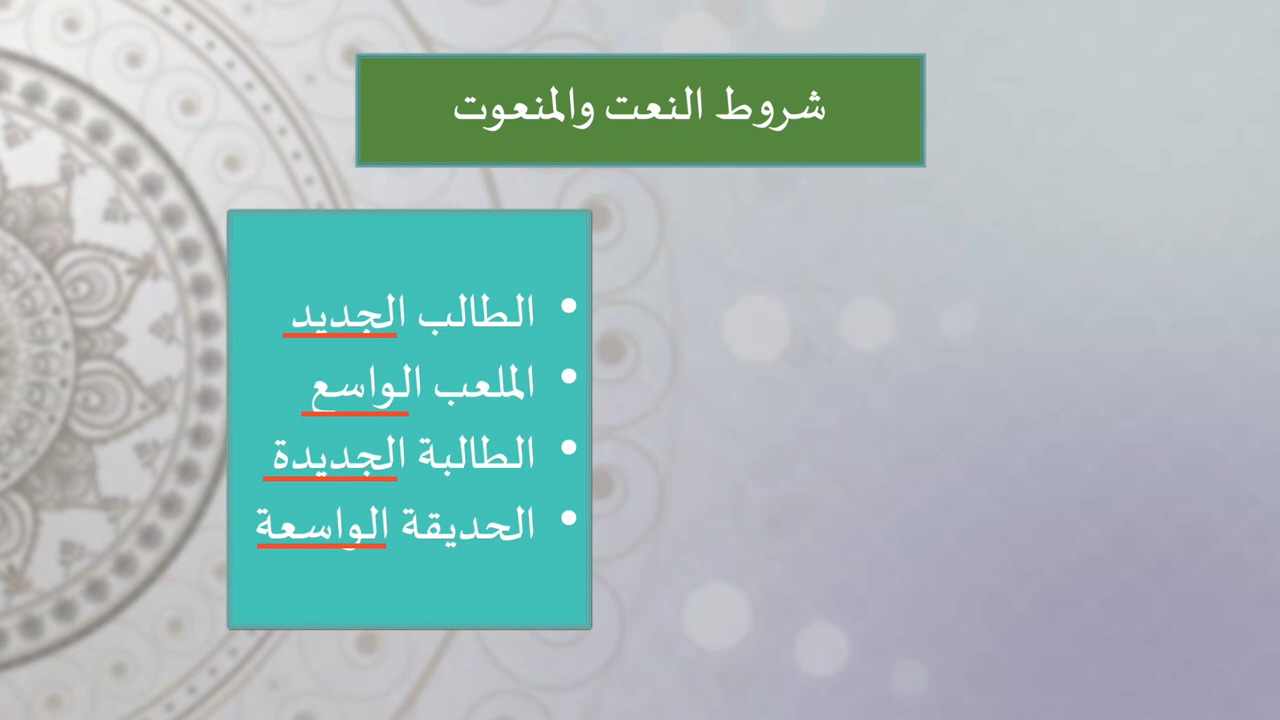 شروط النعت والمنعوت
• الطالب الجديد
• الملعب الواسع
• الطالبة الجديدة
• الحديقة الواسعة